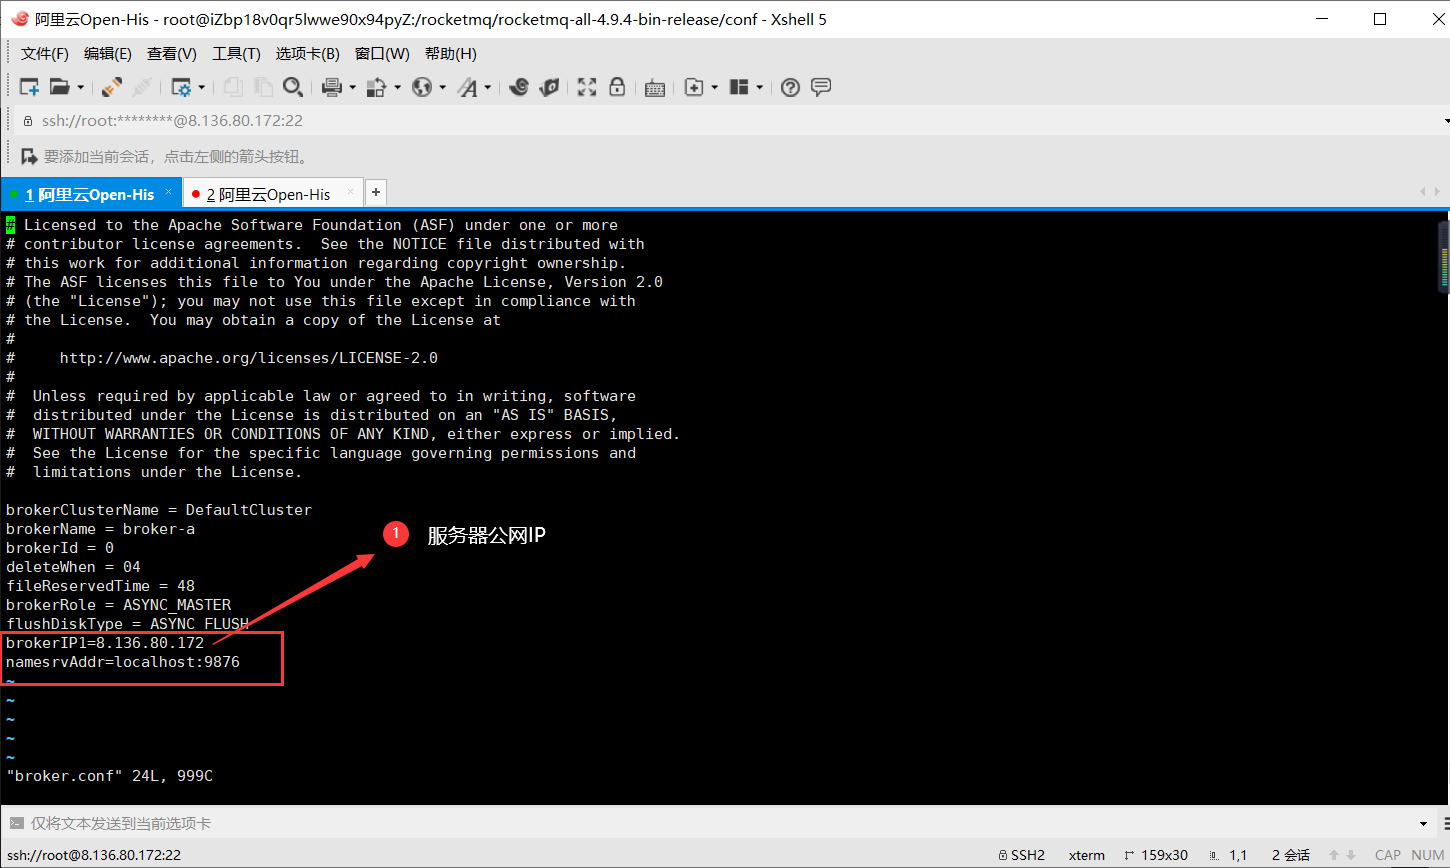 阿里云Open-His - root@iZbp18v0qr5lwwe90x94pyZ:/rocketmq/rocketmq-all-4.9.4-bin-release/conf - Xshell 5
文件(F) 编辑(E) 查看(V) 工具(T) 选项卡(B) 窗口(W) 帮助(H)
ssh://root:********@8.136.80.172:22
要添加当前会话，点击左侧的箭头按钮。
1 阿里云Open-His × 2 阿里云Open-His × +
# Licensed to the Apache Software Foundation (ASF) under one or more
# contributor license agreements.  See the NOTICE file distributed with
# this work for additional information regarding copyright ownership.
# The ASF licenses this file to You under the Apache License, Version 2.0
# (the "License"); you may not use this file except in compliance with
# the License.  You may obtain a copy of the License at
#
#     http://www.apache.org/licenses/LICENSE-2.0
#
#  Unless required by applicable law or agreed to in writing, software
#  distributed under the License is distributed on an "AS IS" BASIS,
#  WITHOUT WARRANTIES OR CONDITIONS OF ANY KIND, either express or implied.
#  See the License for the specific language governing permissions and
#  limitations under the License.
brokerClusterName = DefaultCluster
brokerName = broker-a
1 服务器公网IP
brokerId = 0
deleteWhen = 04
fileReservedTime = 48
brokerRole = ASYNC_MASTER
flushDiskType = ASYNC_FLUSH
brokerIP1=8.136.80.172
namesrvAddr=localhost:9876
~
~
~
~
~
"broker.conf" 24L, 999C
仅将文本发送到当前选项卡
ssh://root@8.136.80.172:22 SSH2 xterm 159x30 1,1 2 会话 CAP NUM